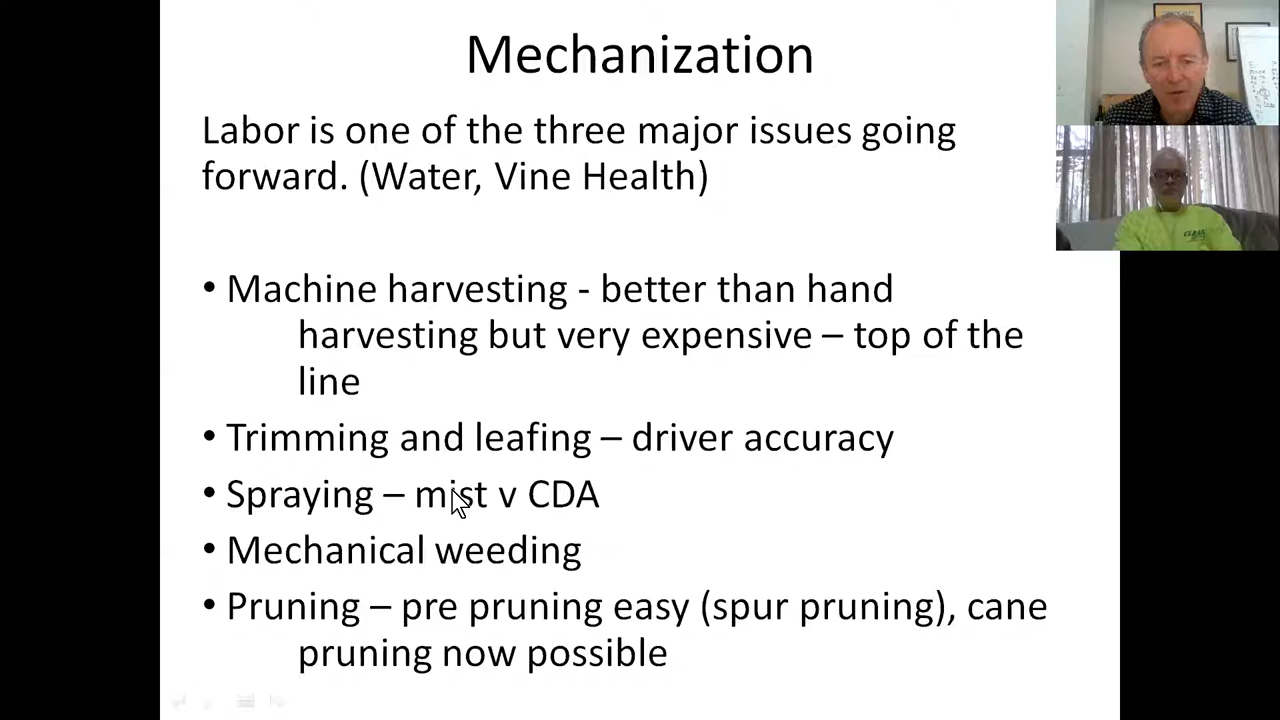 Mechanization
Labor is one of the three major issues going
forward. (Water, Vine Health)
• Machine harvesting - better than hand
harvesting but very expensive – top of the
line
• Trimming and leafing – driver accuracy
• Spraying – mist v CDA
• Mechanical weeding
• Pruning – pre pruning easy (spur pruning), cane
pruning now possible